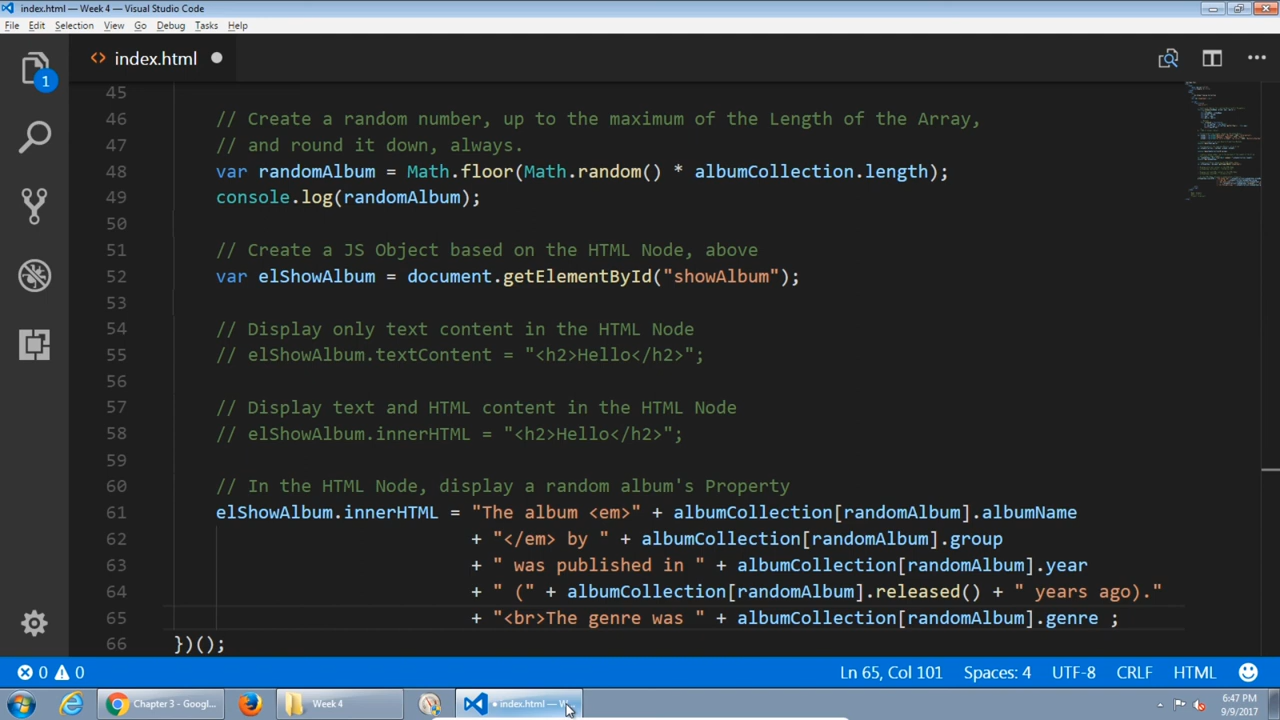 index.html — Week 4 — Visual Studio Code
File Edit Selection View Go Debug Tasks Help
1
<> index.html
45
46 // Create a random number, up to the maximum of the Length of the Array,
47 // and round it down, always.
48 var randomAlbum = Math.floor(Math.random() * albumCollection.length);
49 console.log(randomAlbum);
50
51 // Create a JS Object based on the HTML Node, above
52 var elShowAlbum = document.getElementById("showAlbum");
53
54 // Display only text content in the HTML Node
55 // elShowAlbum.textContent = "<h2>Hello</h2>";
56
57 // Display text and HTML content in the HTML Node
58 // elShowAlbum.innerHTML = "<h2>Hello</h2>";
59
60 // In the HTML Node, display a random album's Property
61 elShowAlbum.innerHTML = "The album <em>" + albumCollection[randomAlbum].albumName
62 + "</em> by " + albumCollection[randomAlbum].group
63 + " was published in " + albumCollection[randomAlbum].year
64 + " (" + albumCollection[randomAlbum].released() + " years ago)."
65 + "<br>The genre was " + albumCollection[randomAlbum].genre ;
66 })();
0 0 Ln 65, Col 101 Spaces: 4 UTF-8 CRLF HTML
Chapter 3 - Googl... Week 4 • index.html — W 6:47 PM
9/9/2017